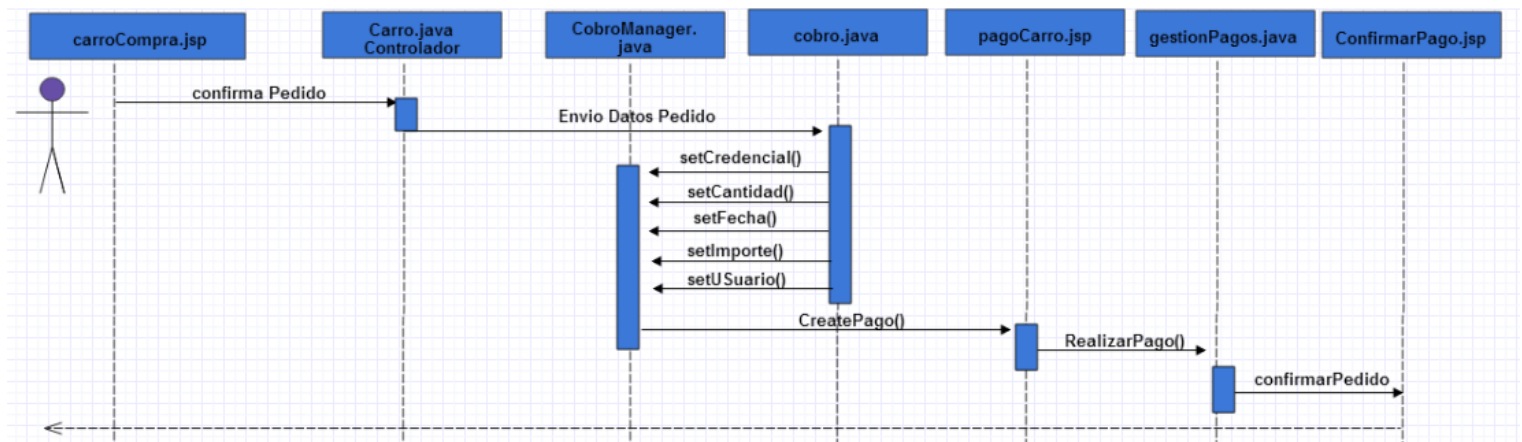 carroCompra.jsp
Carro.java
Controlador
CobroManager.
java
cobro.java
pagoCarro.jsp
gestionPagos.java
ConfirmarPago.jsp
confirma Pedido
Envio Datos Pedido
setCredencial()
setCantidad()
setFecha()
setImporte()
setUSuario()
CreatePago()
RealizarPago()
confirmarPedido